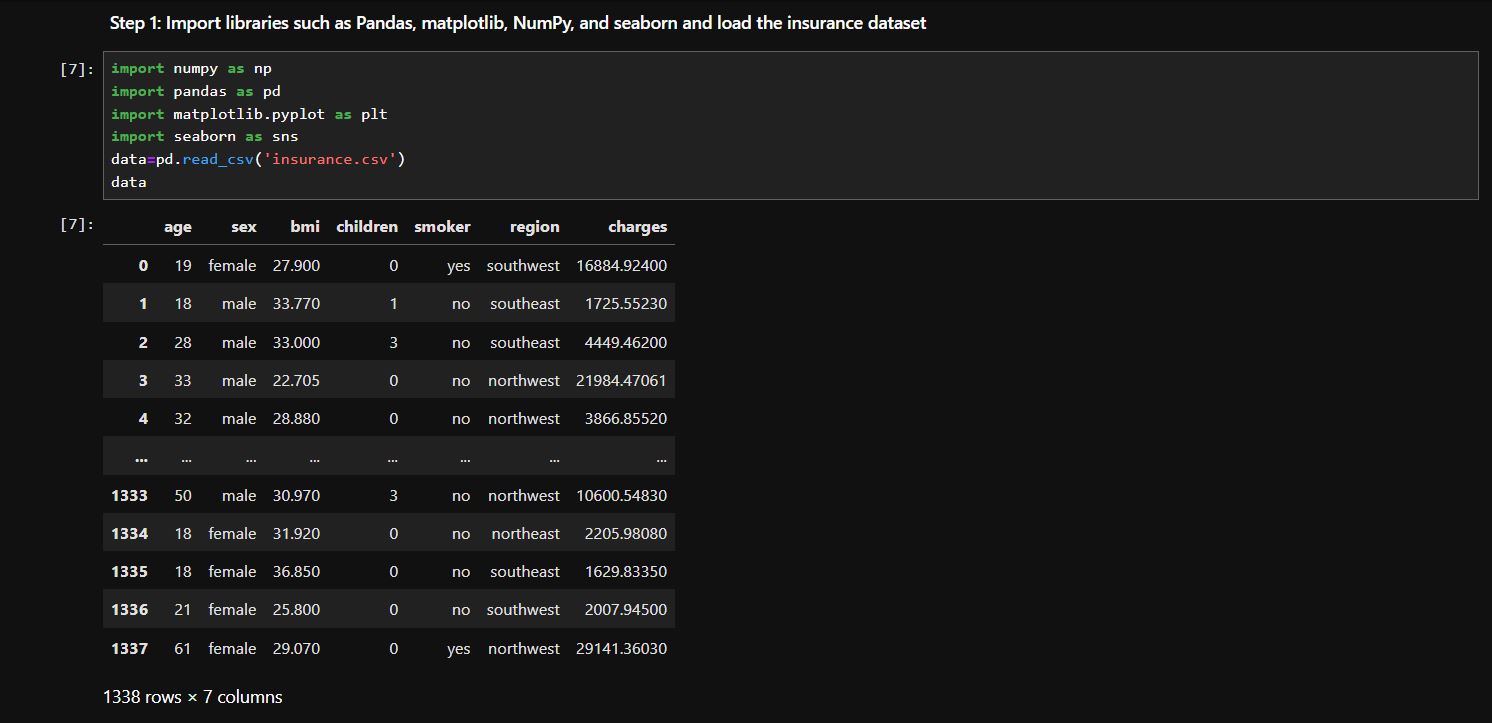 Step 1: Import libraries such as Pandas, matplotlib, NumPy, and seaborn and load the insurance dataset
[7]: import numpy as np
import pandas as pd
import matplotlib.pyplot as plt
import seaborn as sns
data=pd.read_csv('insurance.csv')
data
[7]: age sex bmi children smoker region charges
0 19 female 27.900 0 yes southwest 16884.92400
1 18 male 33.770 1 no southeast 1725.55230
2 28 male 33.000 3 no southeast 4449.46200
3 33 male 22.705 0 no northwest 21984.47061
4 32 male 28.880 0 no northwest 3866.85520
... ... ... ... ... ... ... ...
1333 50 male 30.970 3 no northwest 10600.54830
1334 18 female 31.920 0 no northeast 2205.98080
1335 18 female 36.850 0 no southeast 1629.83350
1336 21 female 25.800 0 no southwest 2007.94500
1337 61 female 29.070 0 yes northwest 29141.36030
1338 rows × 7 columns